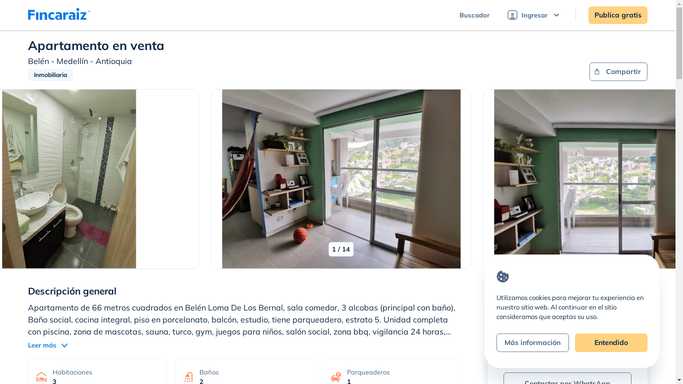 Fincaraiz
Buscador
Ingresar
Publica gratis
Apartamento en venta
Belén - Medellín - Antioquia
Inmobiliaria
Compartir
1 / 14
Descripción general
Apartamento de 66 metros cuadrados en Belén Loma De Los Bernal, sala comedor, 3 alcobas (principal con baño),
Baño social, cocina integral, piso en porcelanato, balcón, estudio, tiene parqueadero, estrato 5. Unidad completa
con piscina, zona de mascotas, sauna, turco, gym, juegos para niños, salón social, zona bbq, vigilancia 24 horas,...
Leer más
Habitaciones
3
Baños
2
Parqueaderos
1
Utilizamos cookies para mejorar tu experiencia en
nuestro sitio web. Al continuar en el sitio
consideramos que aceptas su uso.
Más información
Entendido
Contactar por WhatsApp